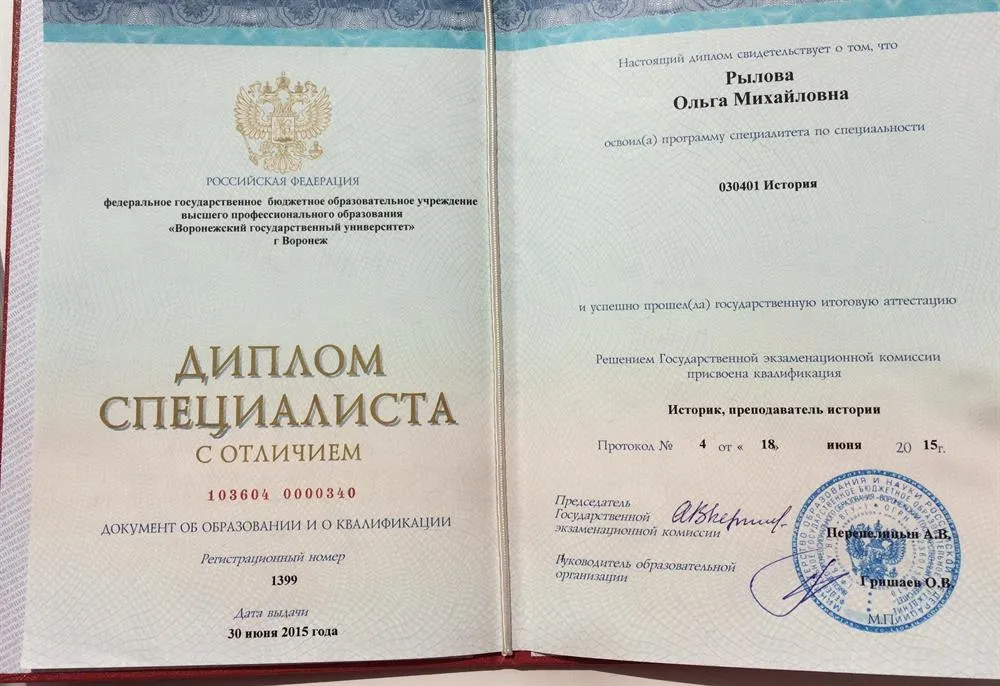 РОССИЙСКАЯ ФЕДЕРАЦИЯ
федеральное государственное бюджетное образовательное учреждение
высшего профессионального образования
«Воронежский государственный университет»
г Воронеж
ДИПЛОМ
СПЕЦИАЛИСТА
С ОТЛИЧИЕМ
103604 0000340
ДОКУМЕНТ ОБ ОБРАЗОВАНИИ И О КВАЛИФИКАЦИИ
Регистрационный номер
1399
Дата выдачи
30 июня 2015 года
Настоящий диплом свидетельствует о том, что
Рылова
Ольга Михайловна
освоил(а) программу специалитета по специальности
030401 История
и успешно прошел(ла) государственную итоговую аттестацию
Решением Государственной экзаменационной комиссии
присвоена квалификация
Историк, преподаватель истории
Протокол № 4 от « 18» июня 2015г.
Председатель
Государственной
экзаменационной комиссии
Перепелицын А.В.
Руководитель образовательной
организации
Гришаев О.В
М.П.